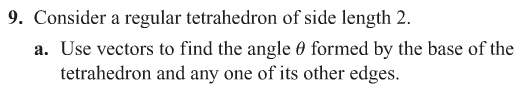 9. Consider a regular tetrahedron of side length 2.
a. Use vectors to find the angle θ formed by the base of the
tetrahedron and any one of its other edges.